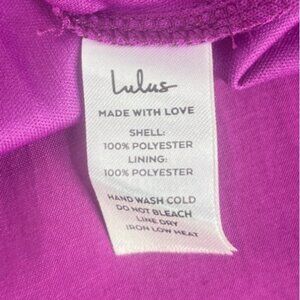 Lulus
MADE WITH LOVE
SHELL:
100% POLYESTER
LINING:
100% POLYESTER
HAND WASH COLD
DO NOT BLEACH
LINE DRY
IRON LOW HEAT